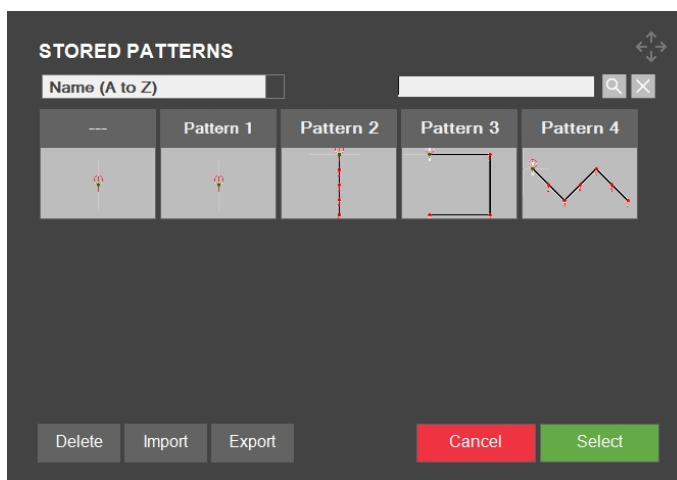 STORED PATTERNS
Name (A to Z)
---
Pattern 1
Pattern 2
Pattern 3
Pattern 4
Delete
Import
Export
Cancel
Select